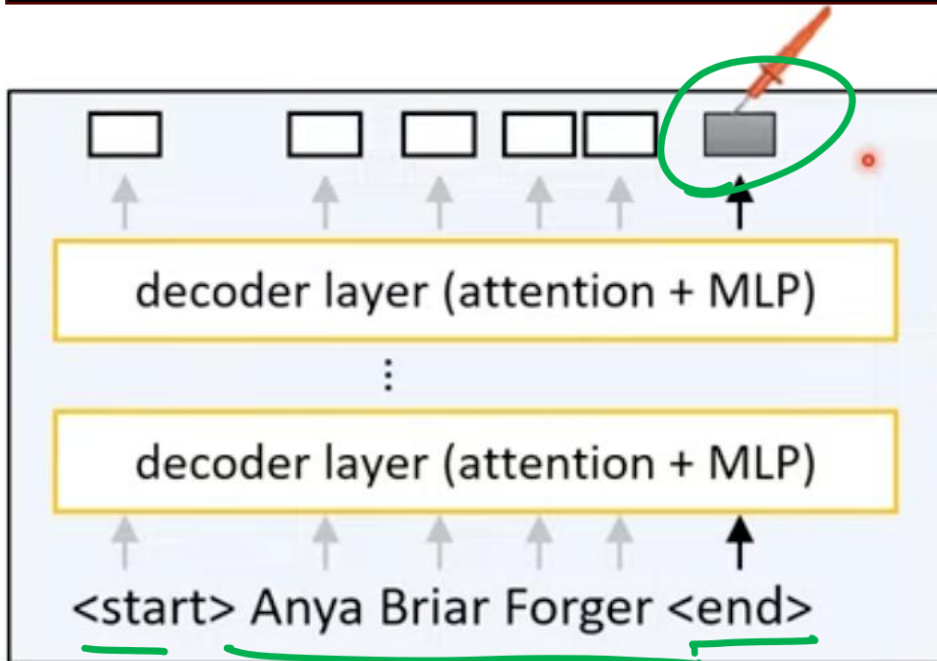 decoder layer (attention + MLP)
⋮
decoder layer (attention + MLP)
<start> Anya Briar Forger <end>